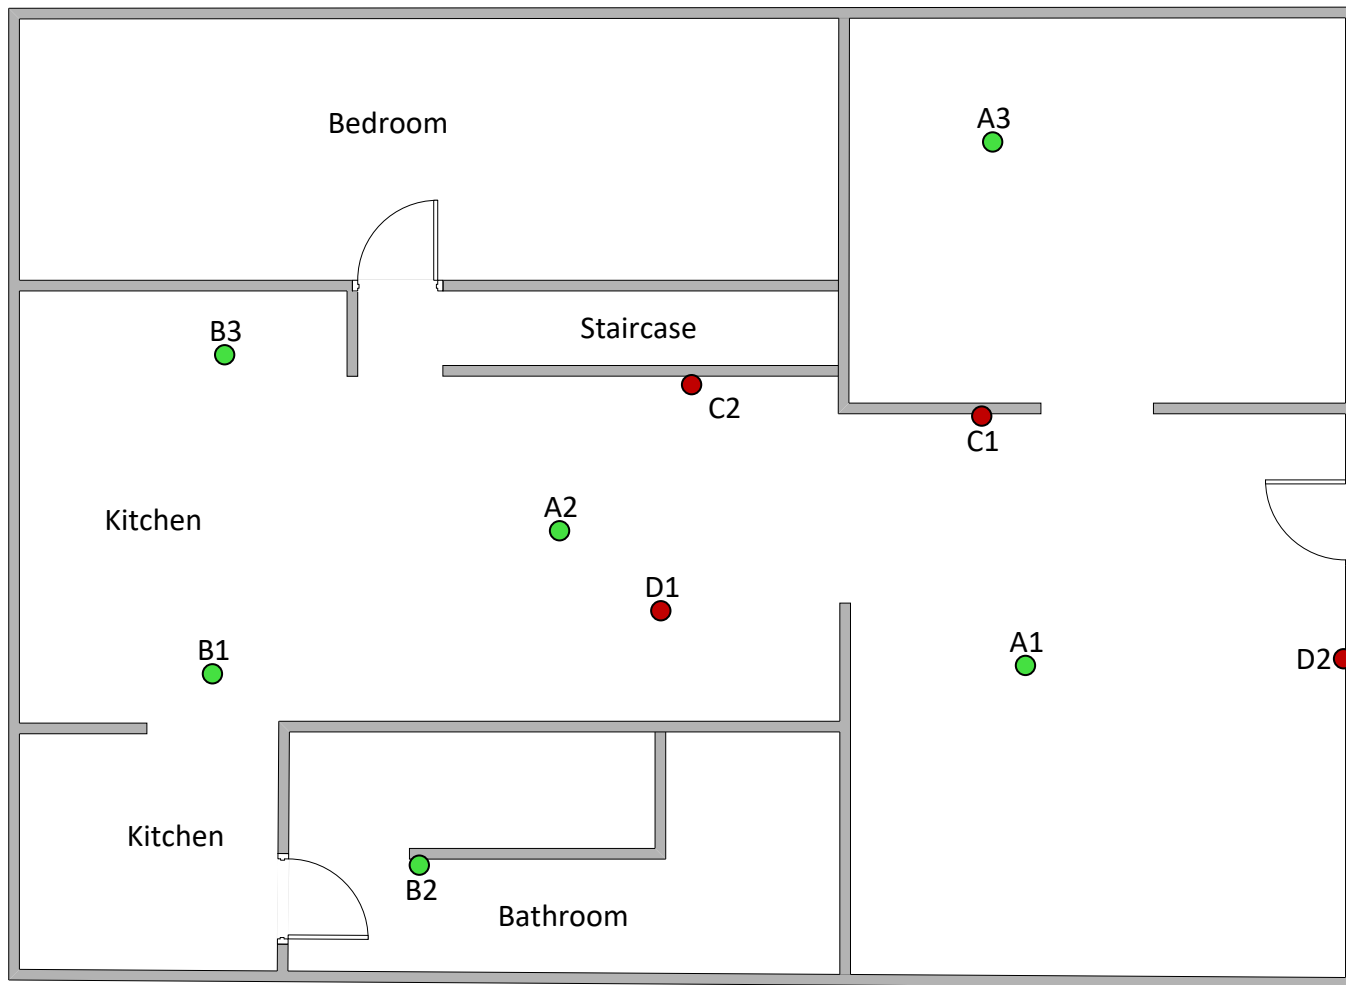 A3
Bedroom
B3
Staircase
C2
C1
A2
Kitchen
D1
B1
A1
D2
Kitchen
B2
Bathroom